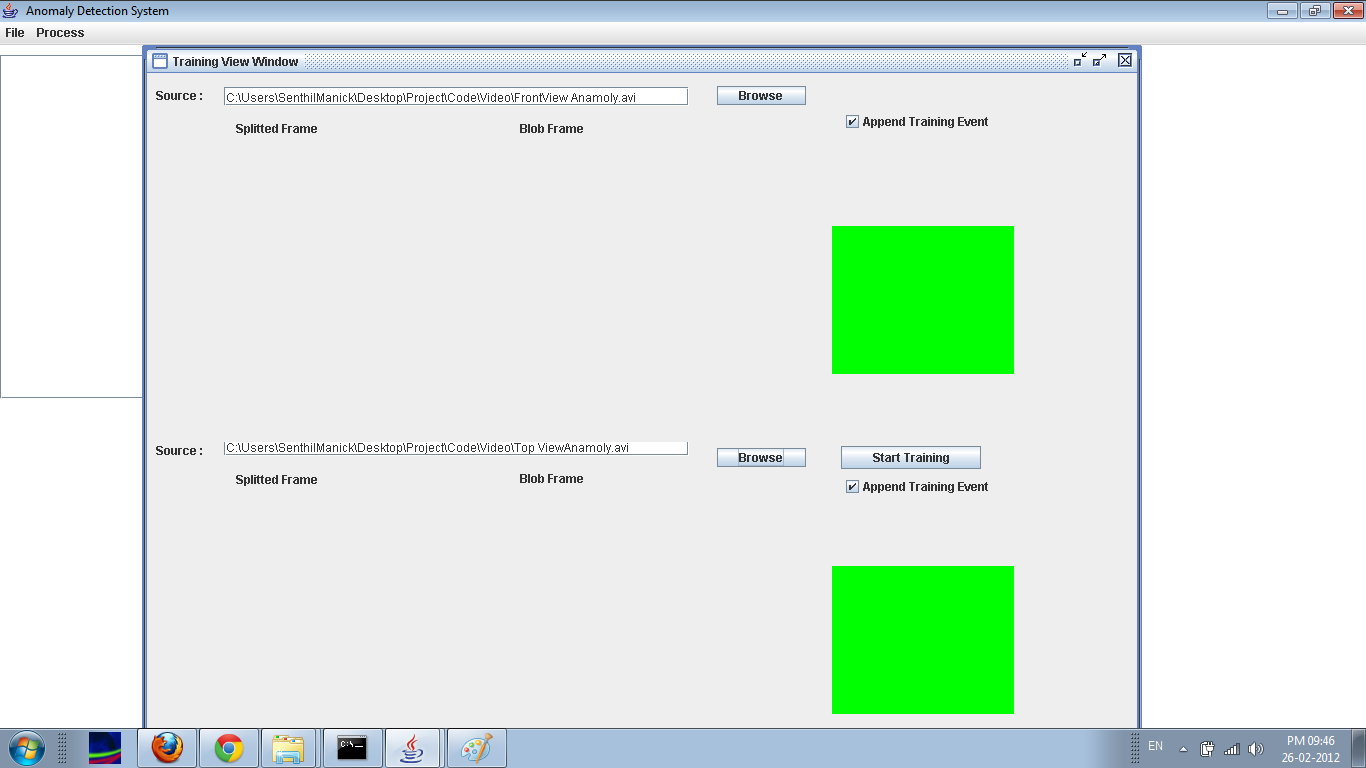 Anomaly Detection System
File Process
Training View Window
Source : C:\Users\SenthilManick\Desktop\Project\Code\Video\FrontView Anamoly.avi Browse
Append Training Event
Splitted Frame Blob Frame
Source : C:\Users\SenthilManick\Desktop\Project\Code\Video\Top ViewAnamoly.avi Browse Start Training
Splitted Frame Blob Frame
Append Training Event
C:\_
EN
PM 09:46
26-02-2012